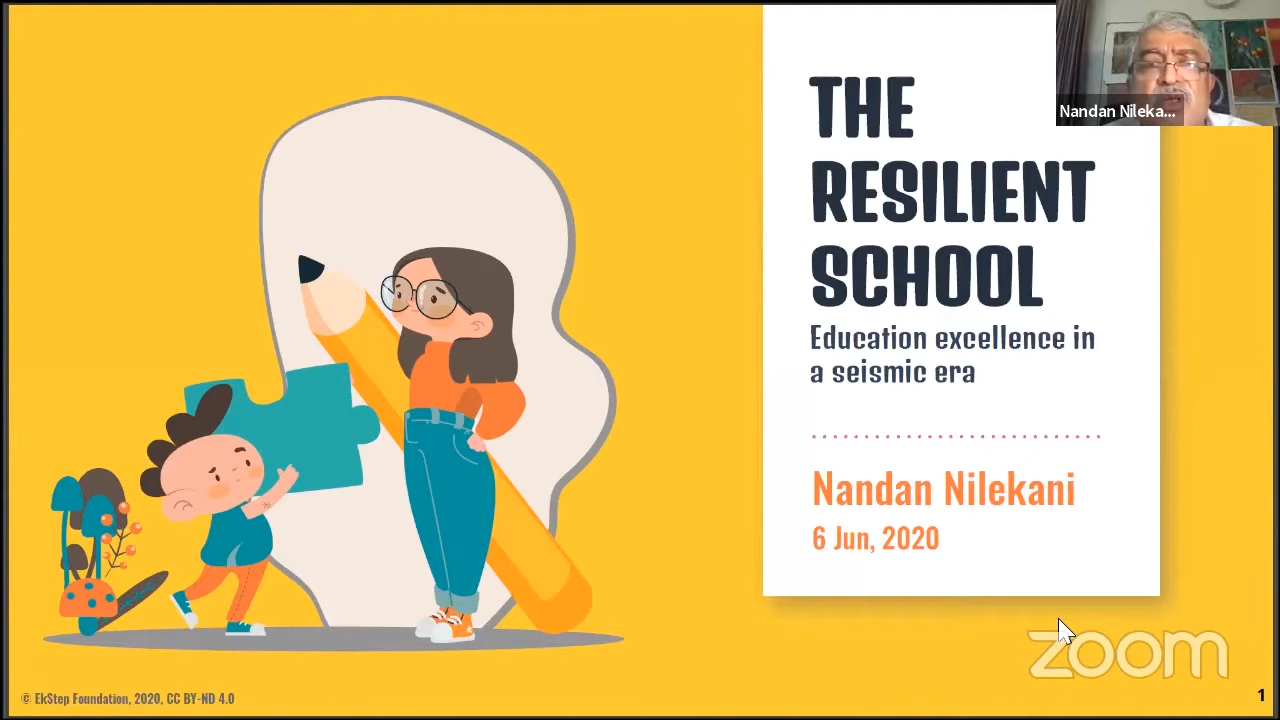 THE
RESILIENT
SCHOOL
Education excellence in
a seismic era
Nandan Nilekani
6 Jun, 2020
Nandan Nileka...
zoom
© EkStep Foundation, 2020, CC BY-ND 4.0
1